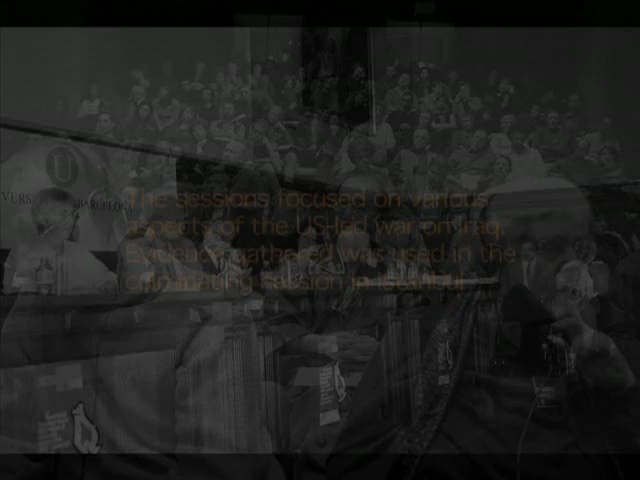 U
BARCELONA
The sessions focused on various
aspects of the US-led war on Iraq.
Evidence gathered was used in the
culminating session in Istanbul